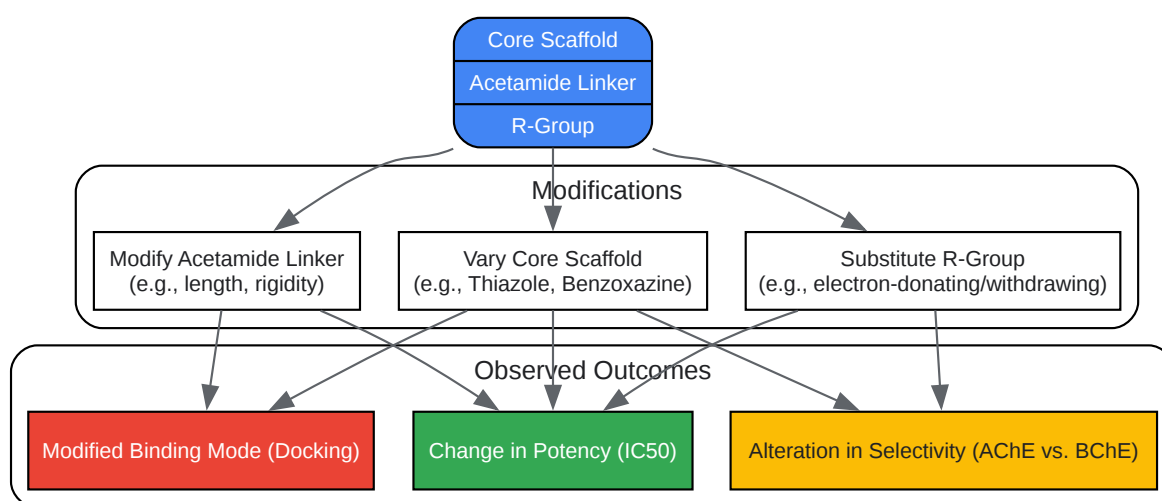 Core Scaffold
Acetamide Linker
R-Group
Modifications
Modify Acetamide Linker
(e.g., length, rigidity)
Vary Core Scaffold
(e.g., Thiazole, Benzoxazine)
Substitute R-Group
(e.g., electron-donating/withdrawing)
Observed Outcomes
Modified Binding Mode (Docking)
Change in Potency (IC50)
Alteration in Selectivity (AChE vs. BChE)